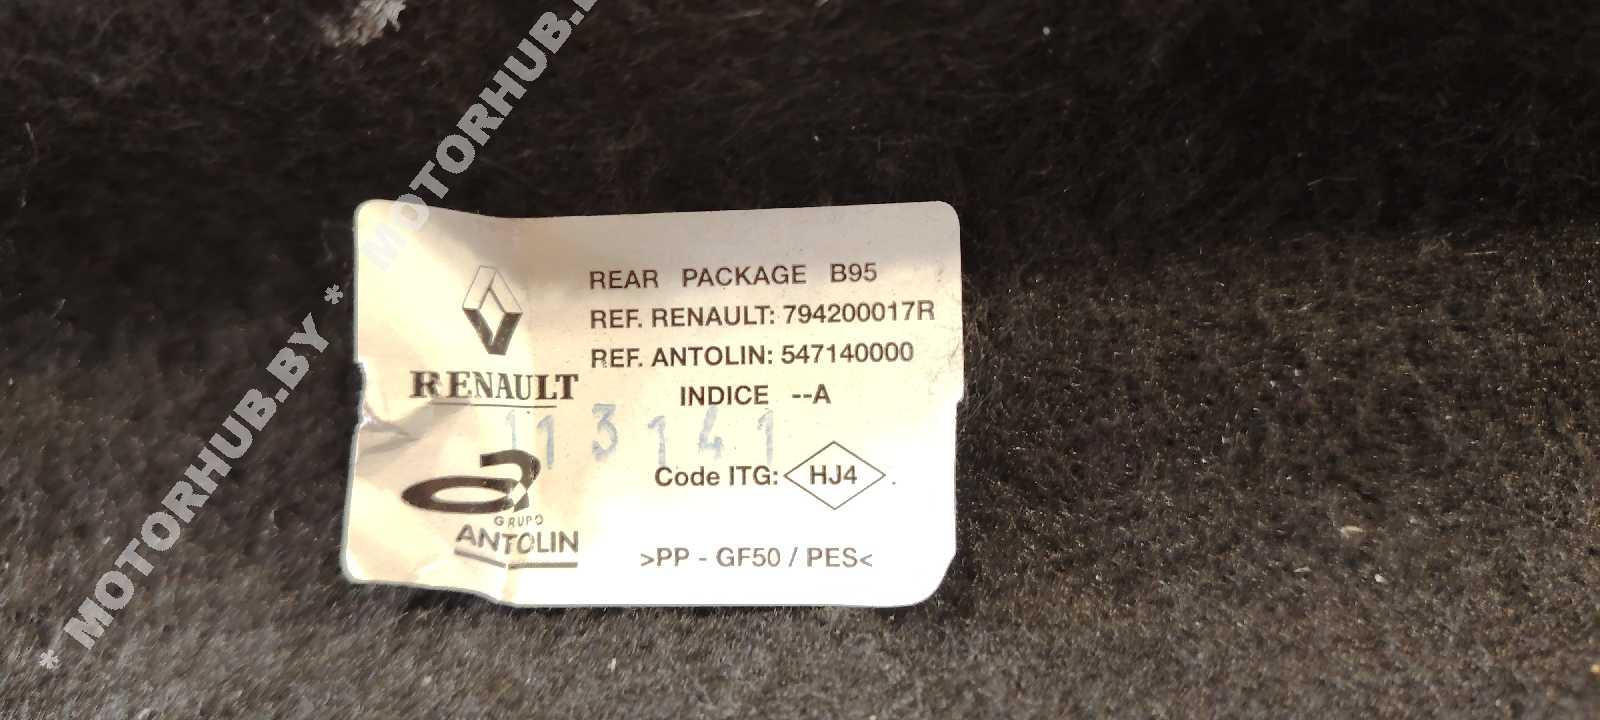 REAR PACKAGE B95
REF. RENAULT: 794200017R
REF. ANTOLIN: 547140000
INDICE --A
RENAULT
113141
Code ITG: HJ4 .
GRUPO
ANTOLIN
>PP - GF50 / PES<
* MOTORHUB.BY * MOTORHUB.